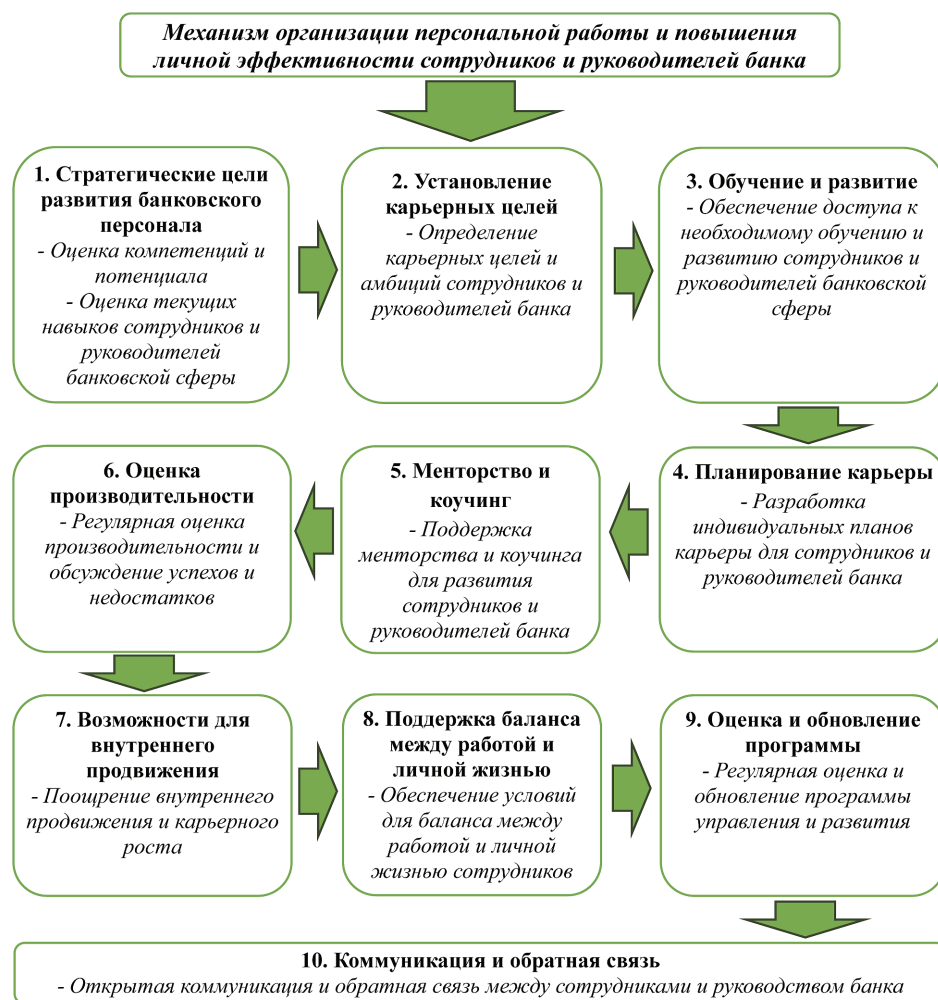 Механизм организации персональной работы и повышения
личной эффективности сотрудников и руководителей банка
1. Стратегические цели
развития банковского
персонала
- Оценка компетенций и
потенциала
- Оценка текущих
навыков сотрудников и
руководителей
банковской сферы
2. Установление
карьерных целей
- Определение
карьерных целей и
амбиций сотрудников и
руководителей банка
3. Обучение и развитие
- Обеспечение доступа к
необходимому обучению и
развитию сотрудников и
руководителей банковской
сферы
4. Планирование карьеры
- Разработка
индивидуальных планов
карьеры для сотрудников и
руководителей банка
5. Менторство и
коучинг
- Поддержка
менторства и коучинга
для развития
сотрудников и
руководителей банка
6. Оценка
производительности
- Регулярная оценка
производительности и
обсуждение успехов и
недостатков
7. Возможности для
внутреннего
продвижения
- Поощрение внутреннего
продвижения и карьерного
роста
8. Поддержка баланса
между работой и
личной жизнью
- Обеспечение условий
для баланса между
работой и личной
жизнью сотрудников
9. Оценка и обновление
программы
- Регулярная оценка и
обновление программы
управления и развития
10. Коммуникация и обратная связь
- Открытая коммуникация и обратная связь между сотрудниками и руководством банка